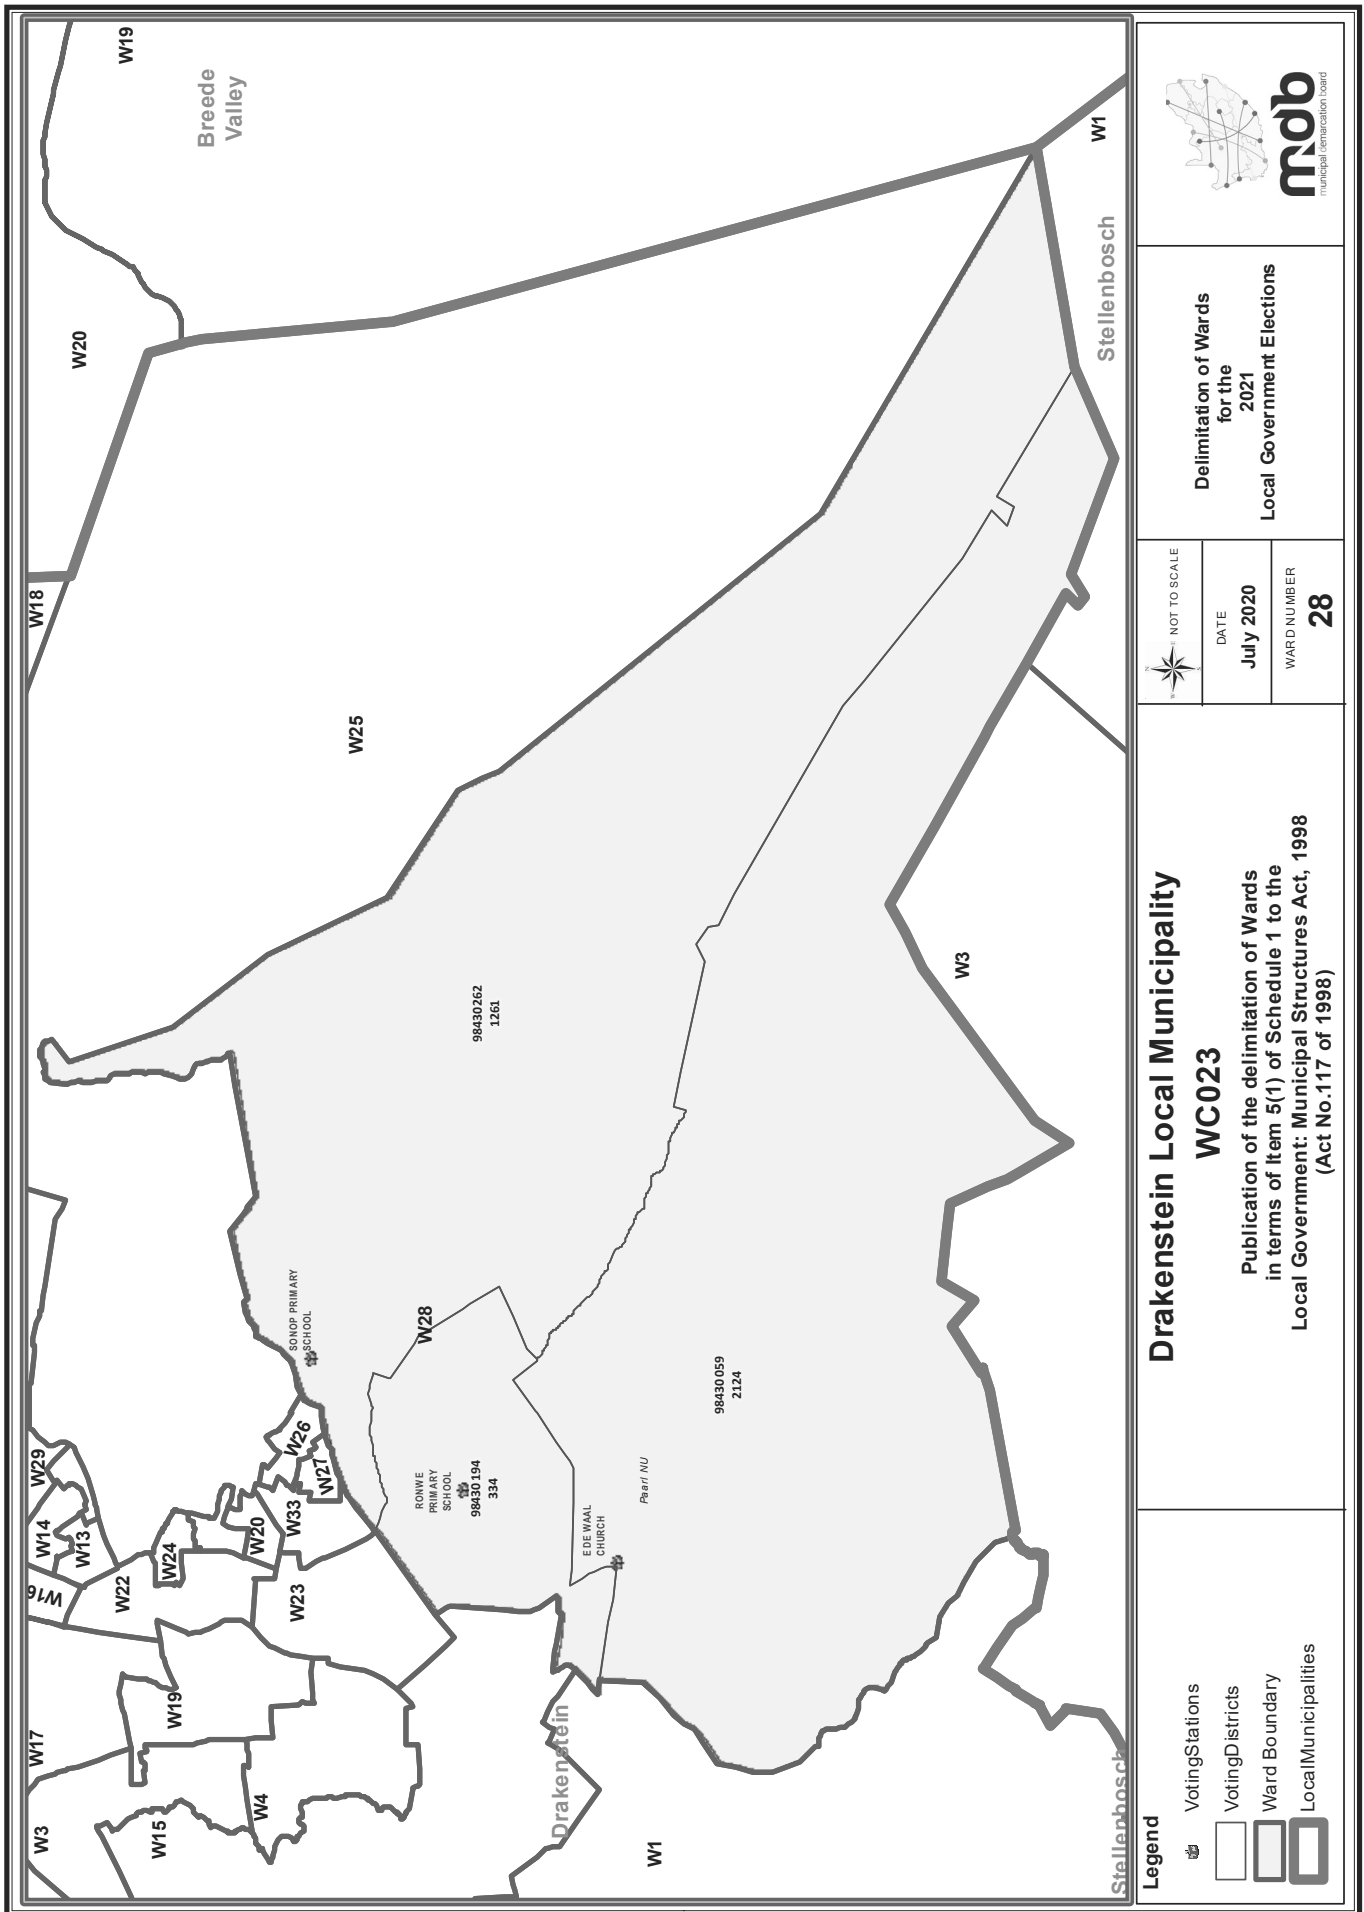 W19
Breede
Valley
W20
W18
W1
Stellenbosch
W25
W3
98430262
1261
SONOP PRIMARY
SCHOOL
W28
98430059
2124
W29
W26
W27
W14
W13
W33
W20
W24
RONWE
PRIMARY
SCHOOL
98430194
334
Paarl NU
EDE WAAL
CHURCH
W16
W22
W23
W17
W19
W3
W15
W4
Drakenstein
W1
Stellenbosch
Legend
VotingStations
VotingDistricts
Ward Boundary
LocalMunicipalities
Drakenstein Local Municipality
WC023
Publication of the delimitation of Wards
in terms of Item 5(1) of Schedule 1 to the
Local Government: Municipal Structures Act, 1998
(Act No.117 of 1998)
N
E
S
W
NOT TO SCALE
DATE
July 2020
WARD NUMBER
28
Delimitation of Wards
for the
2021
Local Government Elections
mdb
municipal demarcation board